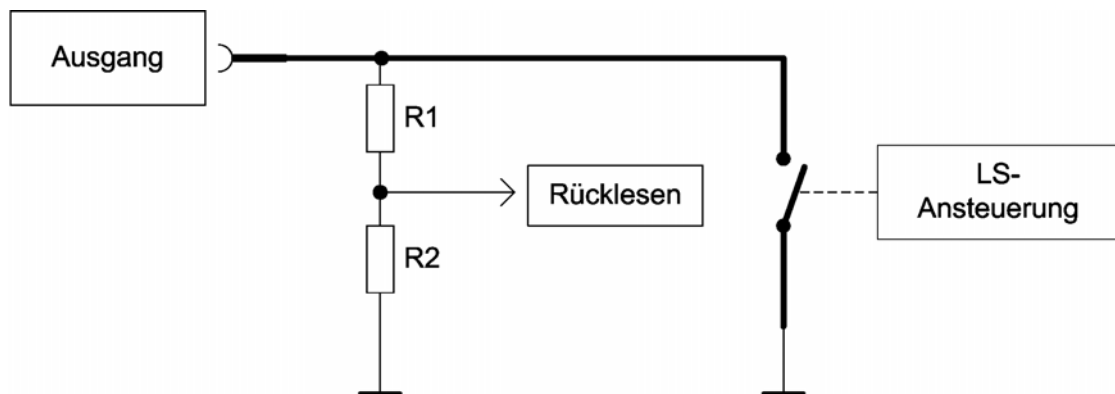 Ausgang
R1
Rücklesen
LS-
Ansteuerung
R2